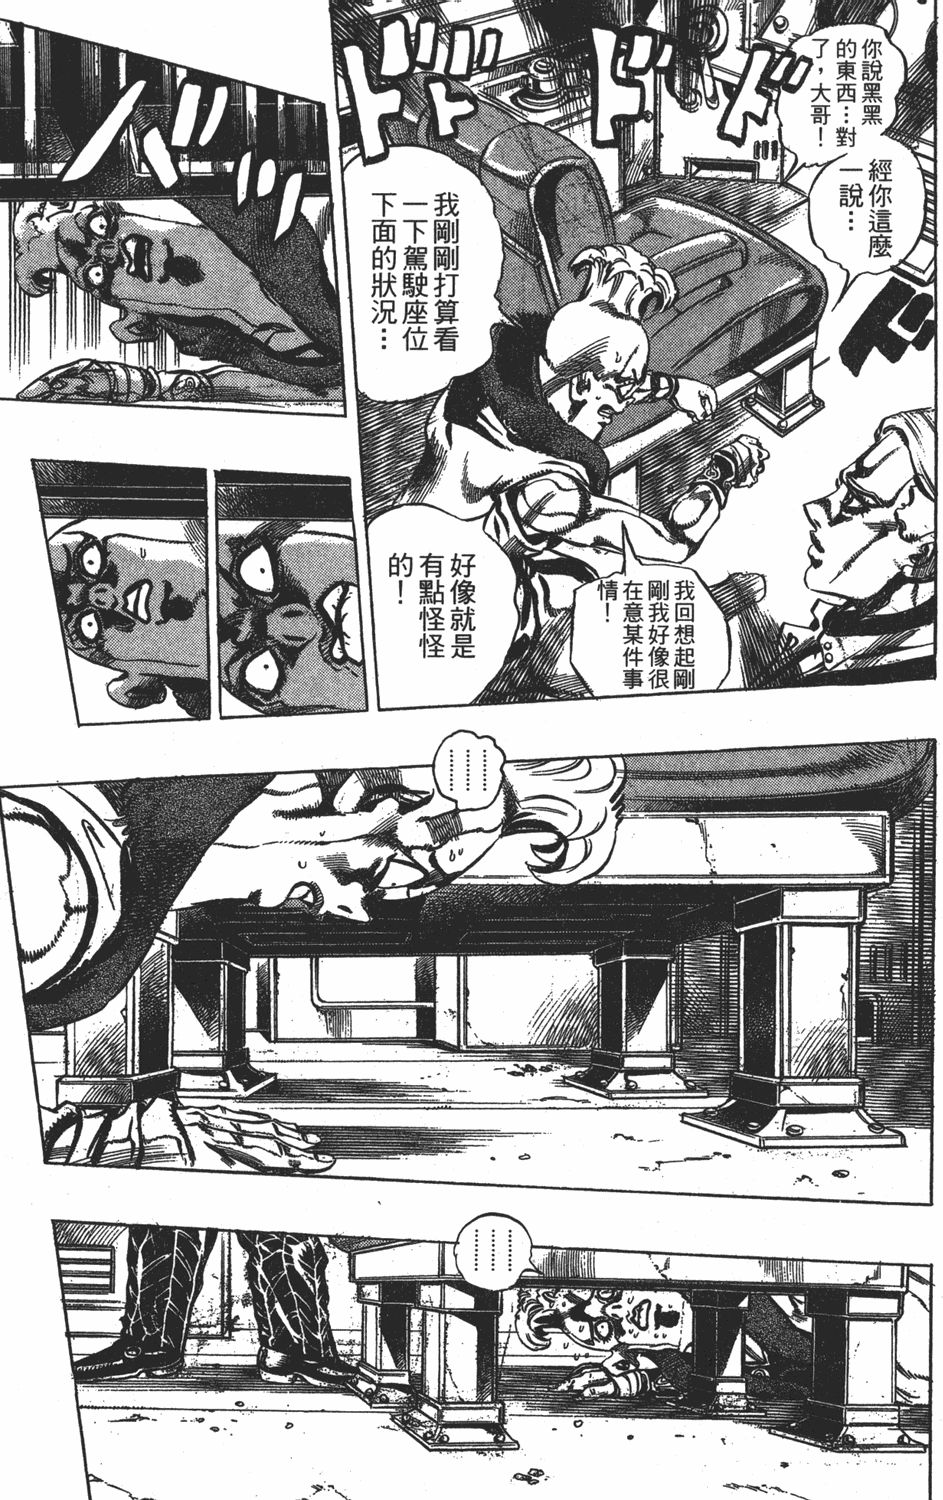 你說黑黑
的東西…對
了，大哥！
經你這麼
一說…
ドドドドド
我剛剛打算看
一下駕駛座位
下面的狀況…
我回想起剛
剛我好像很
在意某件事
情！
好像就是
有點怪怪
的！
バッ
………
………